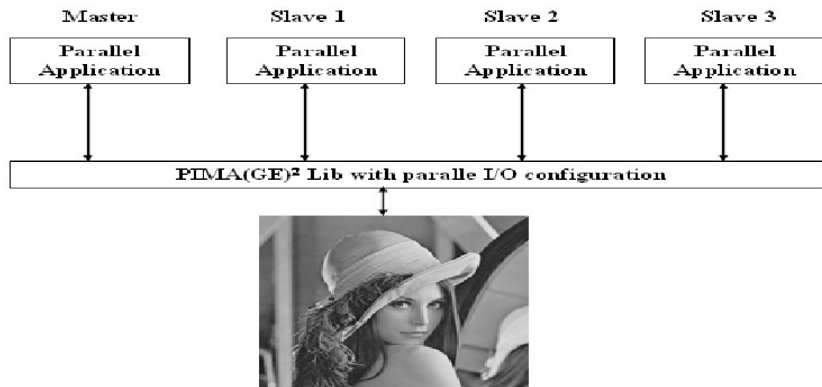 Master Slave 1 Slave 2 Slave 3
Parallel Application Parallel Application Parallel Application Parallel Application
PIMA(GE)² Lib with paralle I/O configuration